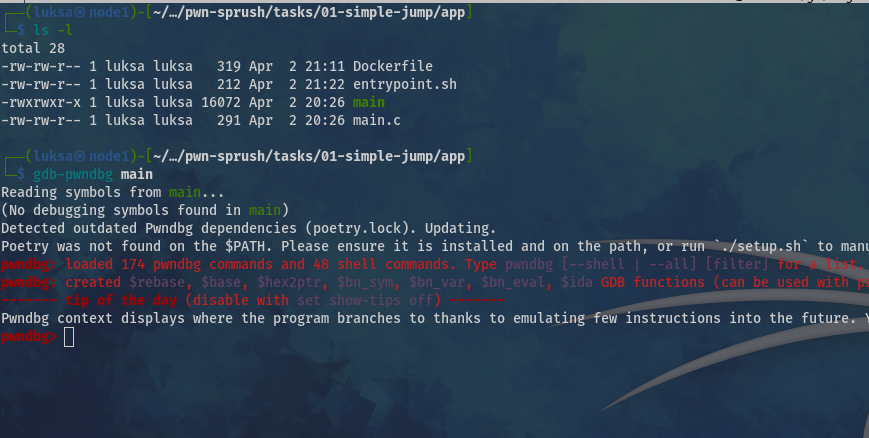 ┌──(luksa㉿node1)-[~/…/pwn-sprush/tasks/01-simple-jump/app]
└─$ ls -l
total 28
-rw-rw-r-- 1 luksa luksa   319 Apr  2 21:11 Dockerfile
-rw-rw-r-- 1 luksa luksa   212 Apr  2 21:22 entrypoint.sh
-rwxrwxr-x 1 luksa luksa 16072 Apr  2 20:26 main
-rw-rw-r-- 1 luksa luksa   291 Apr  2 20:26 main.c
┌──(luksa㉿node1)-[~/…/pwn-sprush/tasks/01-simple-jump/app]
└─$ gdb-pwndbg main
Reading symbols from main...
(No debugging symbols found in main)
Detected outdated Pwndbg dependencies (poetry.lock). Updating.
Poetry was not found on the $PATH. Please ensure it is installed and on the path, or run `./setup.sh` to manu
pwndbg: loaded 174 pwndbg commands and 48 shell commands. Type pwndbg [--shell | --all] [filter] for a list.
pwndbg: created $rebase, $base, $hex2ptr, $bn_sym, $bn_var, $bn_eval, $ida GDB functions (can be used with p
------- tip of the day (disable with set show-tips off) -------
Pwndbg context displays where the program branches to thanks to emulating few instructions into the future. Y
pwndbg>